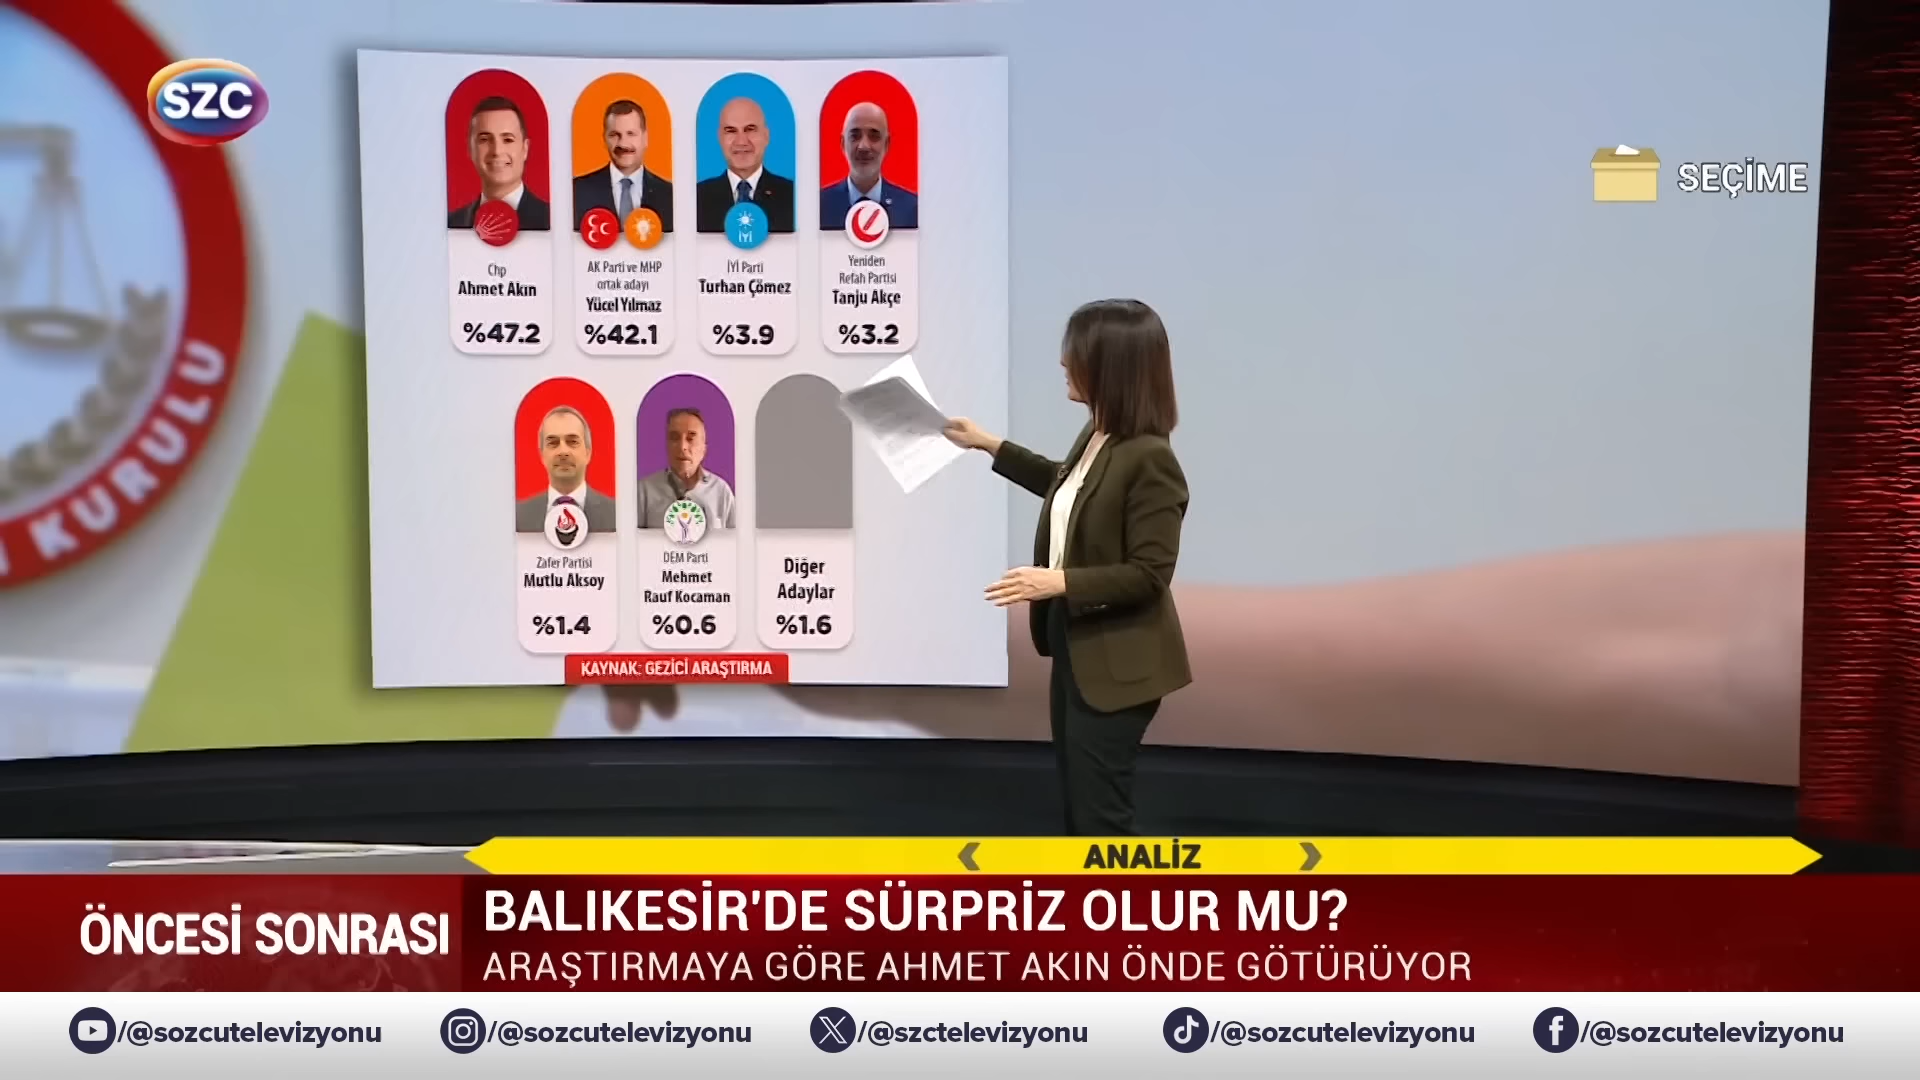 SZC
SEÇİME
KURULU
Chp
Ahmet Akın
%47.2
AK Parti ve MHP
ortak adayı
Yücel Yılmaz
%42.1
İYİ
İYİ Parti
Turhan Çömez
%3.9
Yeniden
Refah Partisi
Tanju Akçe
%3.2
Zafer Partisi
Mutlu Aksoy
%1.4
DEM Parti
Mehmet
Rauf Kocaman
%0.6
Diğer
Adaylar
%1.6
KAYNAK: GEZİCİ ARAŞTIRMA
ANALİZ
ÖNCESİ SONRASI
BALIKESİR'DE SÜRPRİZ OLUR MU?
ARAŞTIRMAYA GÖRE AHMET AKIN ÖNDE GÖTÜRÜYOR
/@sozcutelevizyonu
/@sozcutelevizyonu
/@szctelevizyonu
/@sozcutelevizyonu
/@sozcutelevizyonu